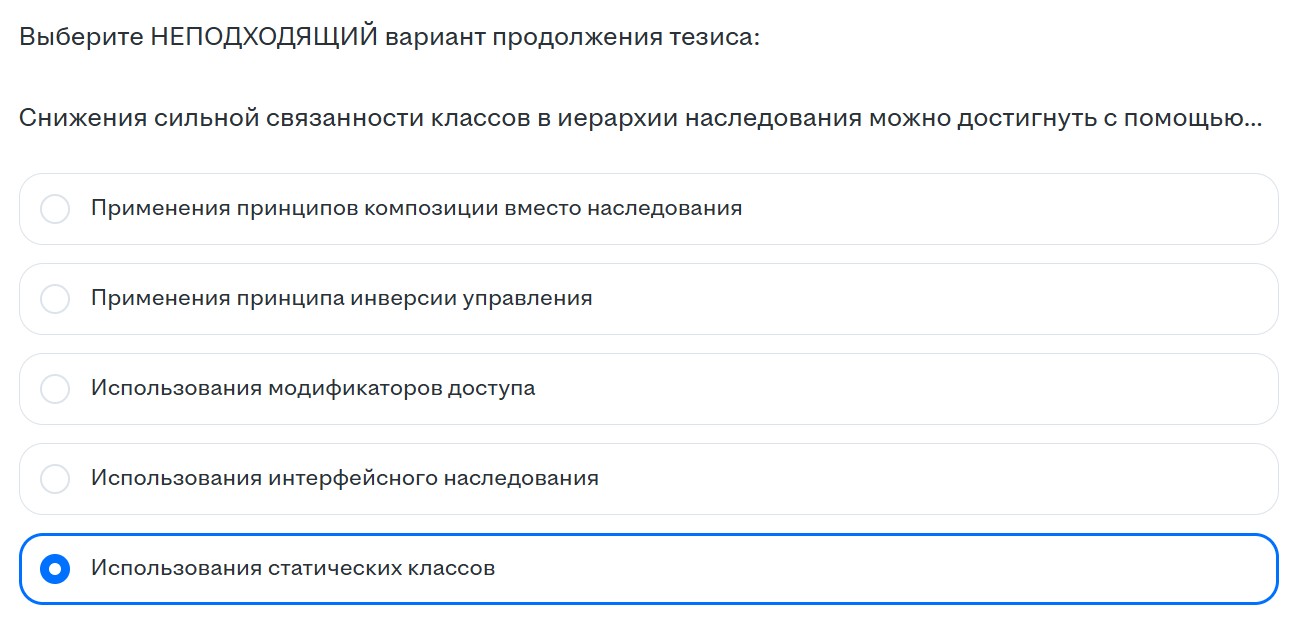 Выберите НЕПОДХОДЯЩИЙ вариант продолжения тезиса:
Снижения сильной связанности классов в иерархии наследования можно достигнуть с помощью...
Применения принципов композиции вместо наследования
Применения принципа инверсии управления
Использования модификаторов доступа
Использования интерфейсного наследования
Использования статических классов